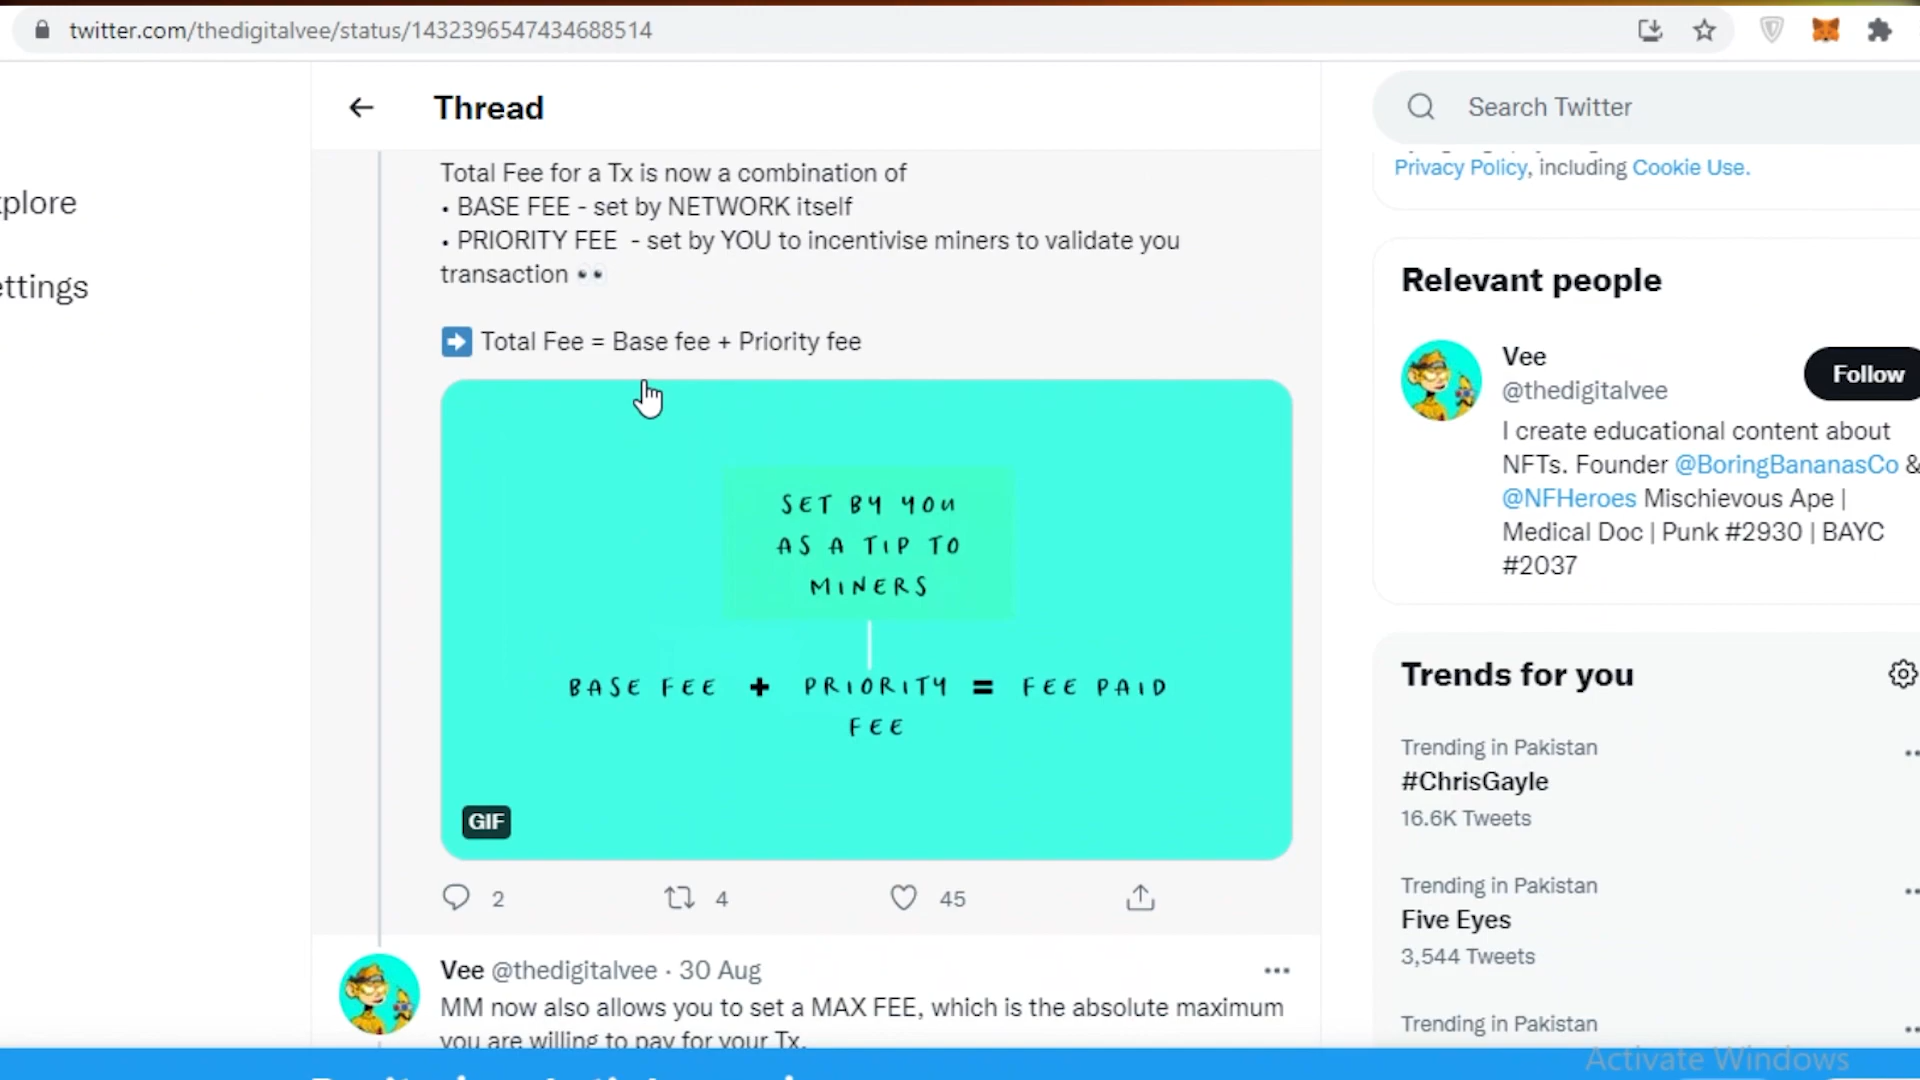 twitter.com/thedigitalvee/status/1432396547434688514
Thread
Search Twitter
Privacy Policy, including Cookie Use.
plore
ettings
Total Fee for a Tx is now a combination of
• BASE FEE - set by NETWORK itself
• PRIORITY FEE - set by YOU to incentivise miners to validate you
transaction 👀
➡️ Total Fee = Base fee + Priority fee
SET BY YOU
AS A TIP TO
MINERS
BASE FEE + PRIORITY = FEE PAID
FEE
GIF
2 4 45
Vee @thedigitalvee · 30 Aug
MM now also allows you to set a MAX FEE, which is the absolute maximum
you are willing to pay for your Tx.
Relevant people
Vee
@thedigitalvee
Follow
I create educational content about
NFTs. Founder @BoringBananasCo &
@NFHeroes Mischievous Ape |
Medical Doc | Punk #2930 | BAYC
#2037
Trends for you
Trending in Pakistan
#ChrisGayle
16.6K Tweets
Trending in Pakistan
Five Eyes
3,544 Tweets
Trending in Pakistan
Activate Windows